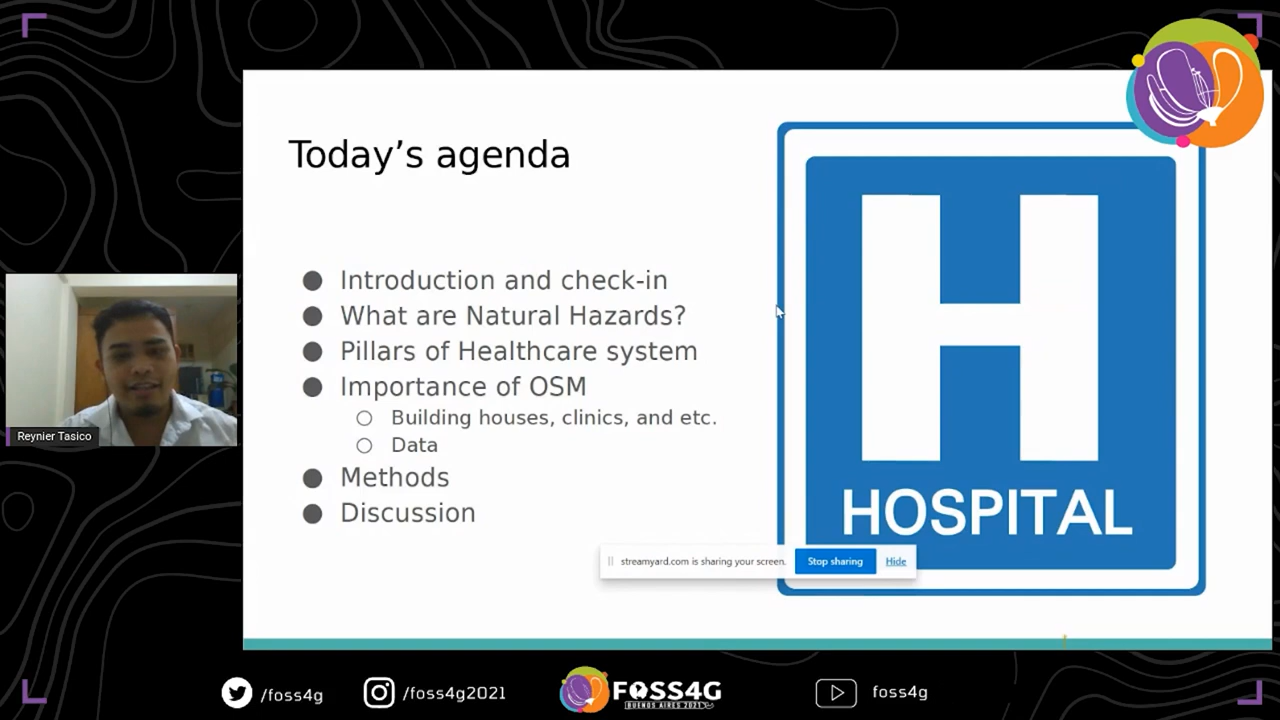 Today’s agenda
● Introduction and check-in
● What are Natural Hazards?
● Pillars of Healthcare system
● Importance of OSM
○ Building houses, clinics, and etc.
○ Data
● Methods
● Discussion
H
HOSPITAL
streamyard.com is sharing your screen.
Stop sharing
Hide
Reynier Tasico
/foss4g
/foss4g2021
FOSS4G
BUENOS AIRES 2021
foss4g